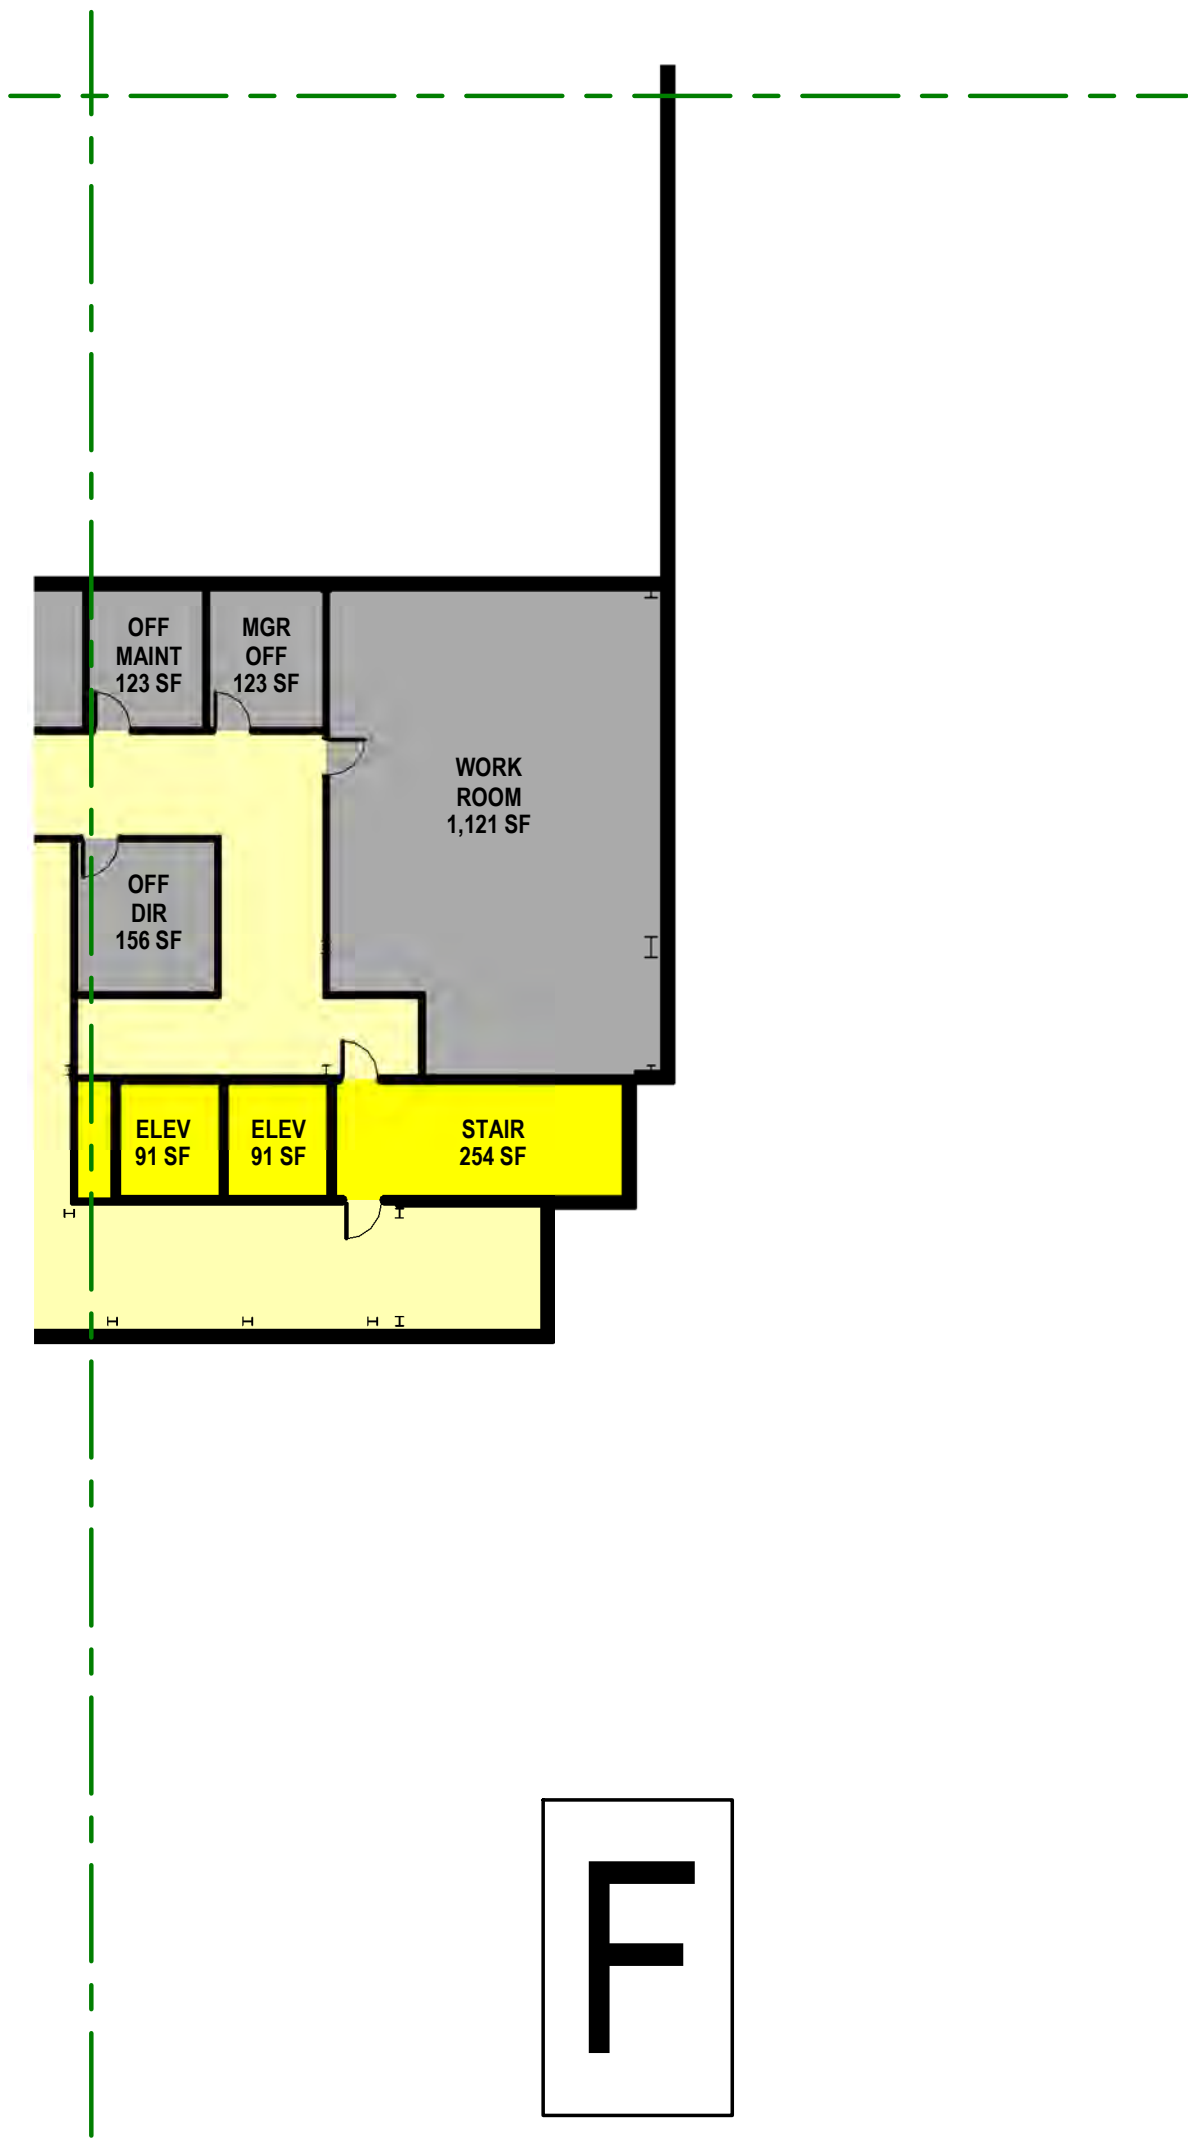 OFF
MAINT
123 SF
MGR
OFF
123 SF
WORK
ROOM
1,121 SF
OFF
DIR
156 SF
ELEV
91 SF
ELEV
91 SF
STAIR
254 SF
F